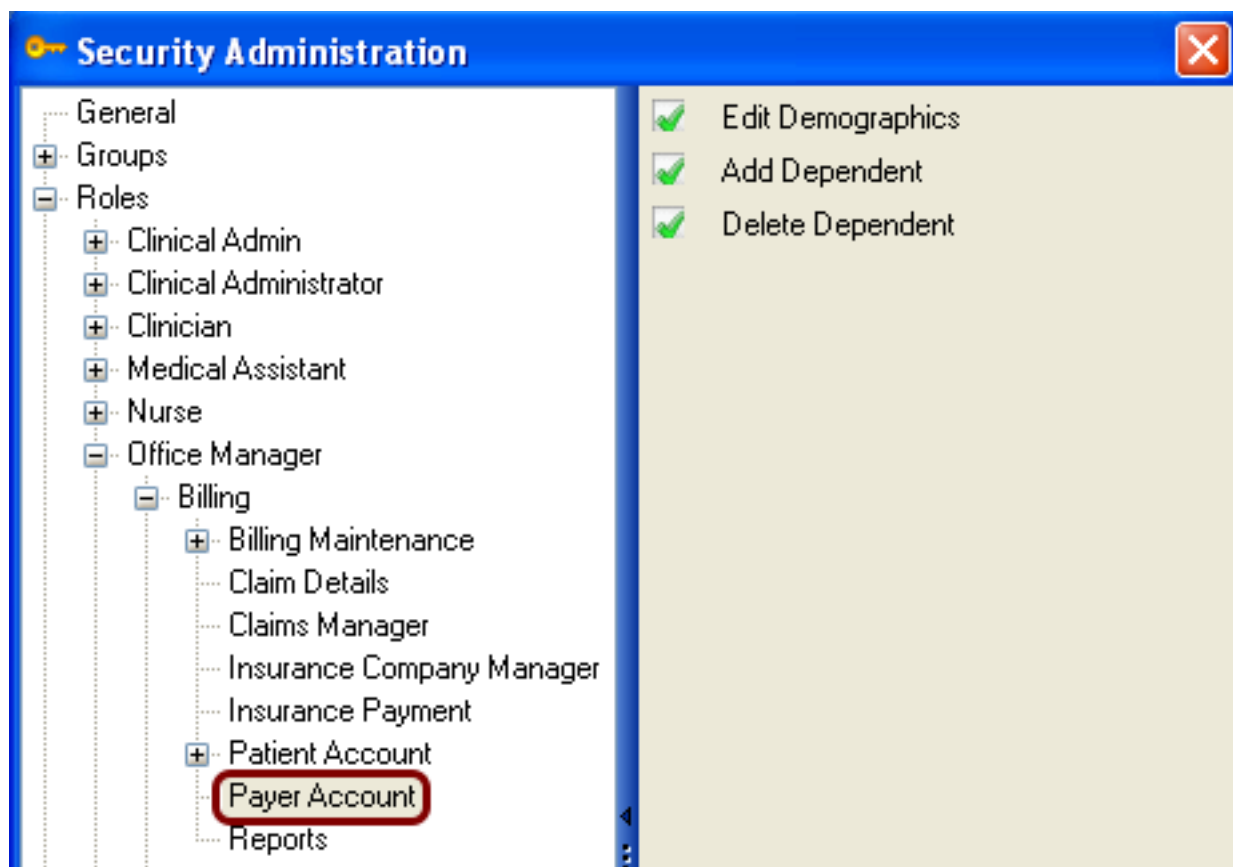 Security Administration
General
Groups
Roles
Clinical Admin
Clinical Administrator
Clinician
Medical Assistant
Nurse
Office Manager
Billing
Billing Maintenance
Claim Details
Claims Manager
Insurance Company Manager
Insurance Payment
Patient Account
Payer Account
Reports
Edit Demographics
Add Dependent
Delete Dependent